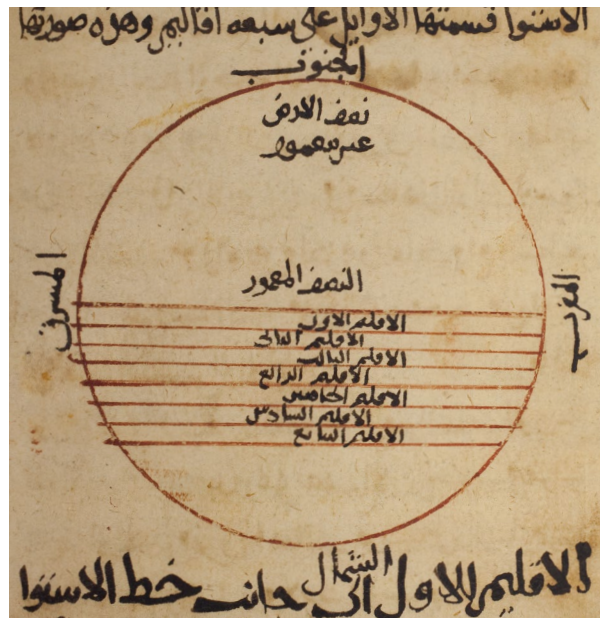 الاستوا قسمتها الاوايل على سبعه اقاليم وهذه صورتها
الجنوب
نصف الارض
غير معمور
المشرق
المغرب
النصف المعمور
الاقليم الاول
الاقليم الثاني
الاقليم الثالث
الاقليم الرابع
الاقليم الخامس
الاقليم السادس
الاقليم السابع
الشمال
الاقليم الاول الى جانب خط الاستوا